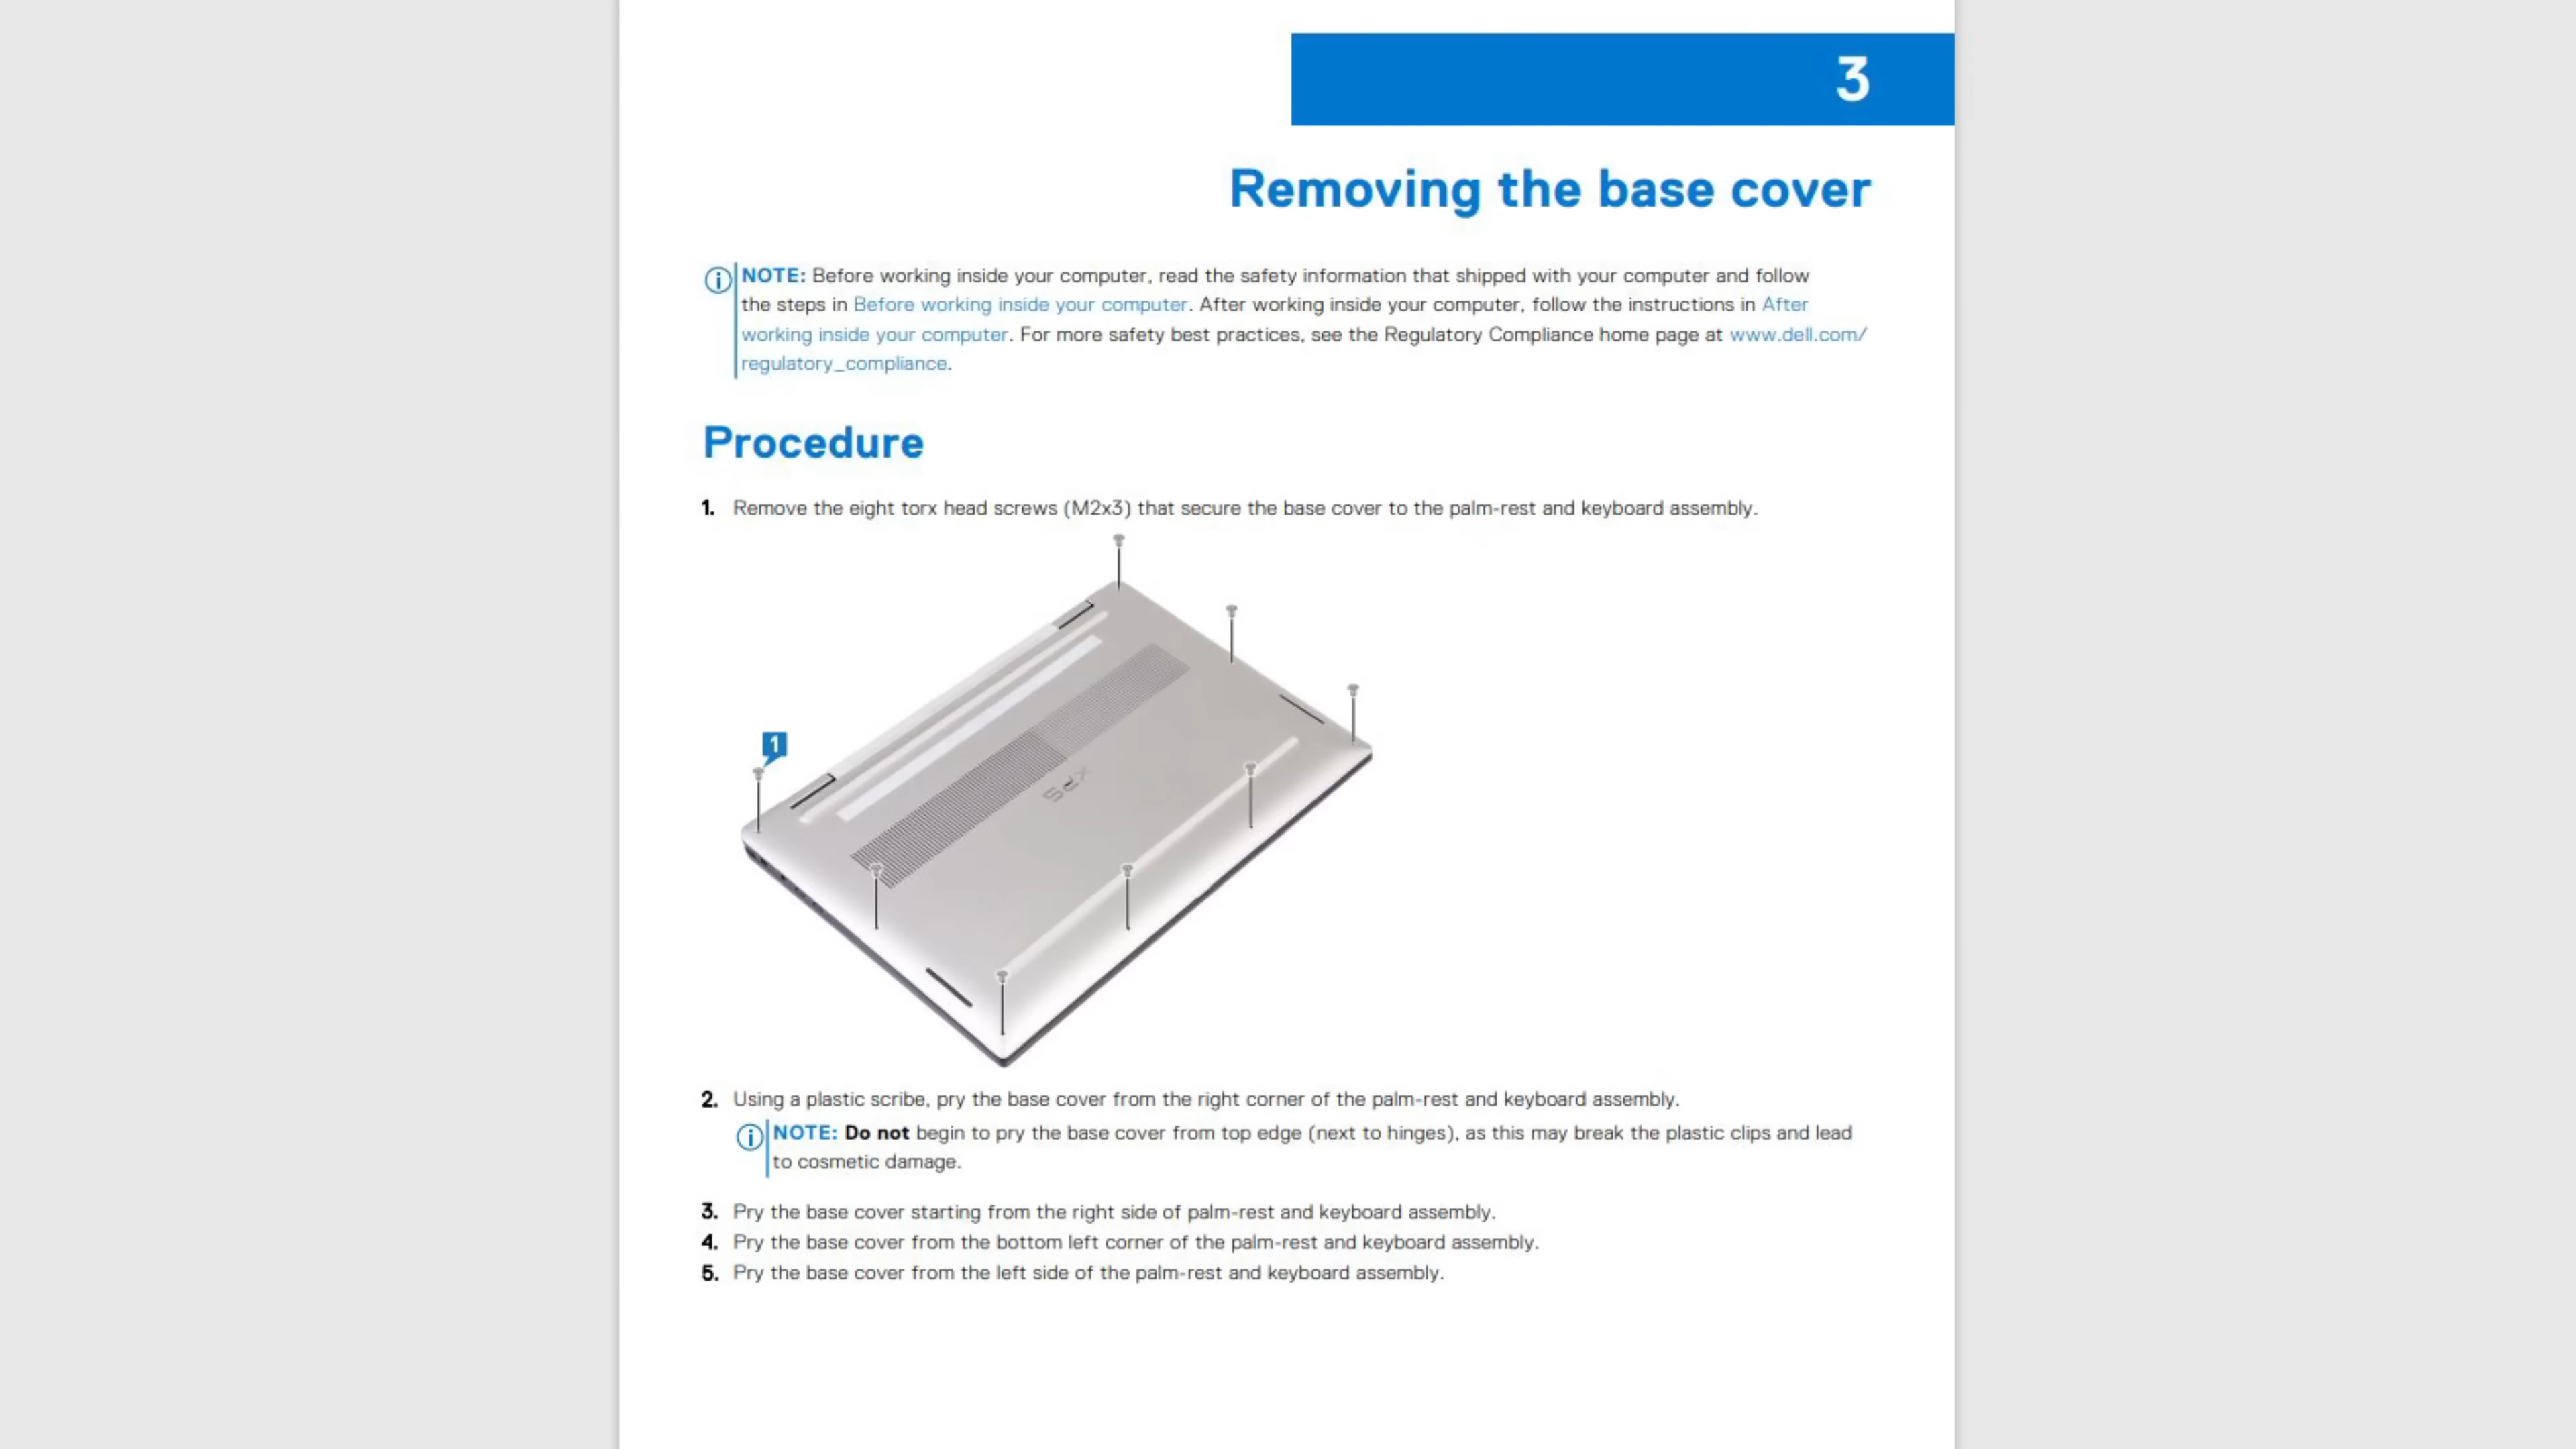 3
Removing the base cover
NOTE: Before working inside your computer, read the safety information that shipped with your computer and follow
the steps in Before working inside your computer. After working inside your computer, follow the instructions in After
working inside your computer. For more safety best practices, see the Regulatory Compliance home page at www.dell.com/
regulatory_compliance.
Procedure
1. Remove the eight torx head screws (M2x3) that secure the base cover to the palm-rest and keyboard assembly.
1
XPS
2. Using a plastic scribe, pry the base cover from the right corner of the palm-rest and keyboard assembly.
NOTE: Do not begin to pry the base cover from top edge (next to hinges), as this may break the plastic clips and lead
to cosmetic damage.
3. Pry the base cover starting from the right side of palm-rest and keyboard assembly.
4. Pry the base cover from the bottom left corner of the palm-rest and keyboard assembly.
5. Pry the base cover from the left side of the palm-rest and keyboard assembly.